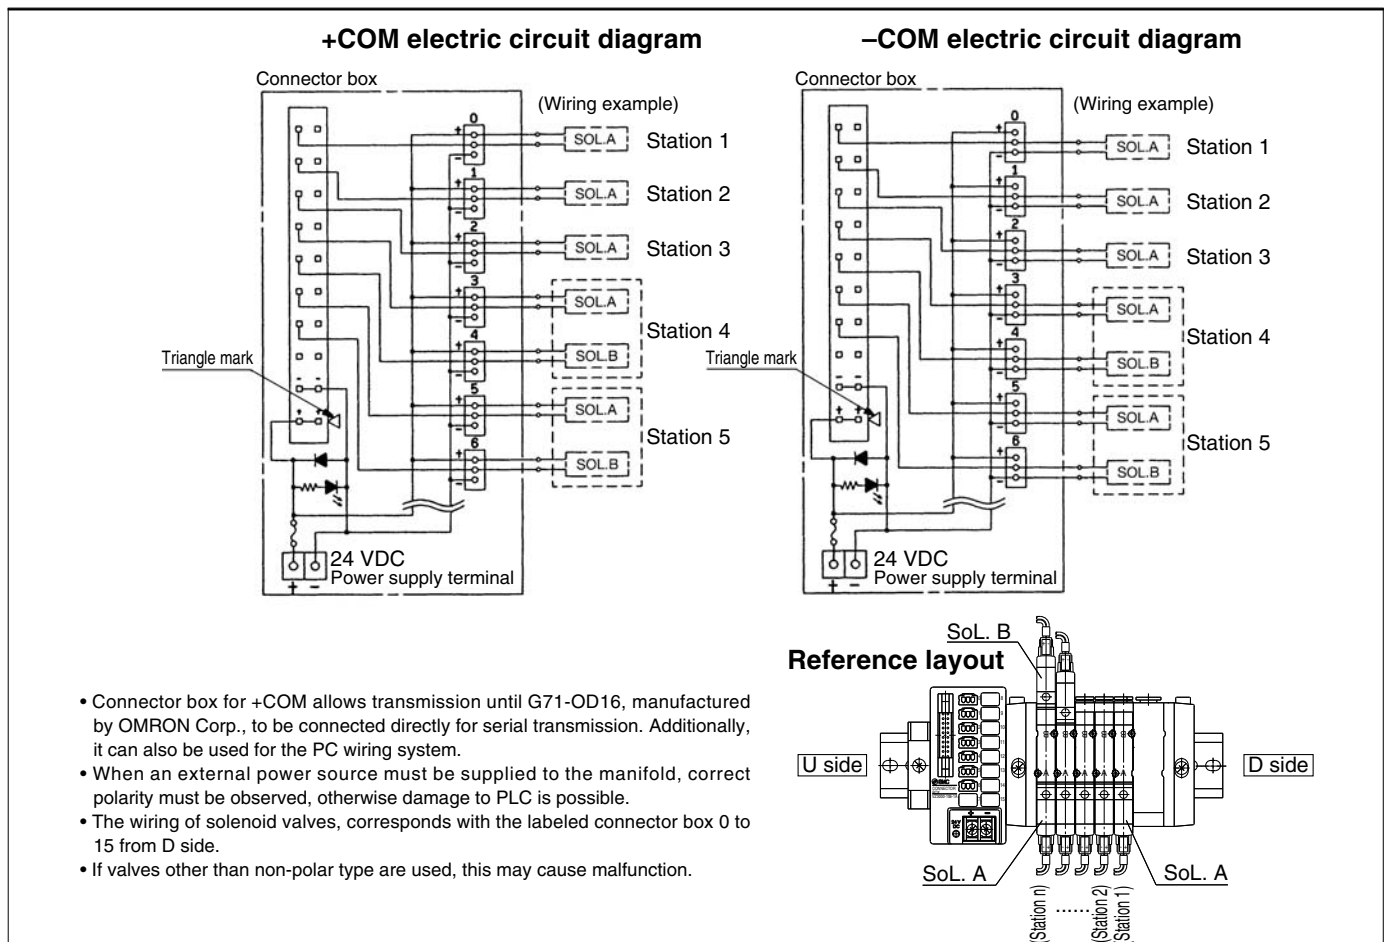 +COM electric circuit diagram
Connector box
(Wiring example)
0
+
–
SOL.A
Station 1
1
+
–
SOL.A
Station 2
2
+
–
SOL.A
Station 3
3
+
–
SOL.A
Station 4
4
+
–
SOL.B
Triangle mark
- -
+ +
5
+
–
SOL.A
Station 5
6
+
–
SOL.B
24 VDC
Power supply terminal
+ –
–COM electric circuit diagram
Connector box
(Wiring example)
0
+
–
SOL.A
Station 1
1
+
–
SOL.A
Station 2
2
+
–
SOL.A
Station 3
3
+
–
SOL.A
Station 4
4
+
–
SOL.B
Triangle mark
- -
+ +
5
+
–
SOL.A
Station 5
6
+
–
SOL.B
24 VDC
Power supply terminal
+ –
• Connector box for +COM allows transmission until G71-OD16, manufactured
by OMRON Corp., to be connected directly for serial transmission. Additionally,
it can also be used for the PC wiring system.
• When an external power source must be supplied to the manifold, correct
polarity must be observed, otherwise damage to PLC is possible.
• The wiring of solenoid valves, corresponds with the labeled connector box 0 to
15 from D side.
• If valves other than non-polar type are used, this may cause malfunction.
Reference layout
SoL. B
U side
D side
SMC
+ –
A A A A A
SoL. A
SoL. A
(Station n)
......
(Station 2)
(Station 1)